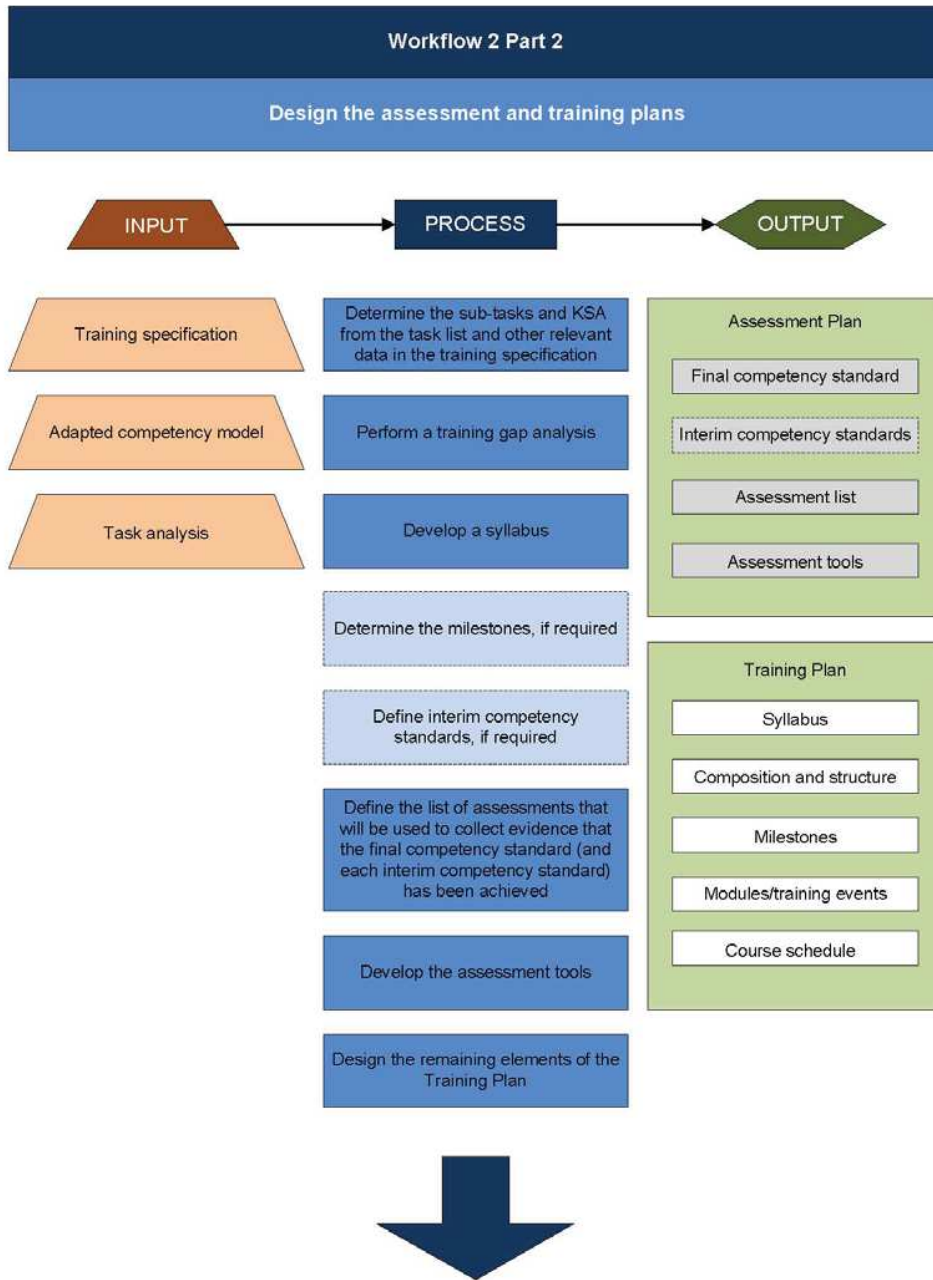 Workflow 2 Part 2
Design the assessment and training plans
INPUT
PROCESS
OUTPUT
Training specification
Adapted competency model
Task analysis
Determine the sub-tasks and KSA
from the task list and other relevant
data in the training specification
Perform a training gap analysis
Develop a syllabus
Determine the milestones, if required
Define interim competency
standards, if required
Define the list of assessments that
will be used to collect evidence that
the final competency standard (and
each interim competency standard)
has been achieved
Develop the assessment tools
Design the remaining elements of the
Training Plan
Assessment Plan
Final competency standard
Interim competency standards
Assessment list
Assessment tools
Training Plan
Syllabus
Composition and structure
Milestones
Modules/training events
Course schedule